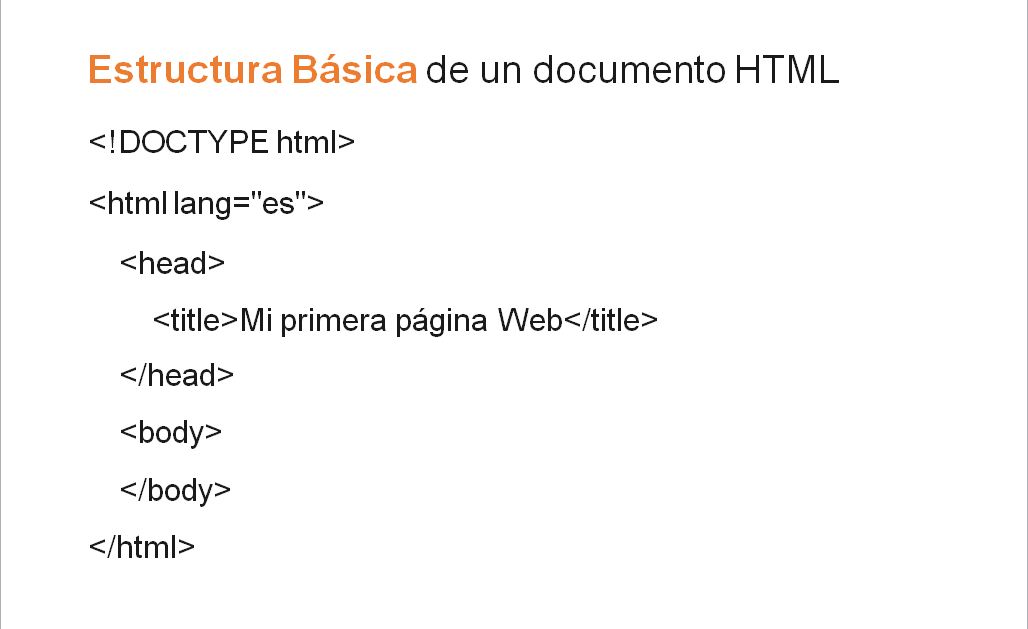 Estructura Básica de un documento HTML
<!DOCTYPE html>
<html lang="es">
<head>
<title>Mi primera página Web</title>
</head>
<body>
</body>
</html>